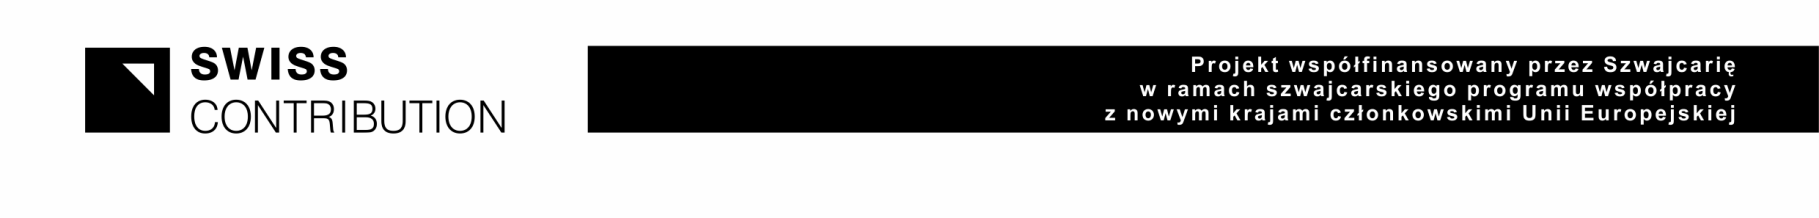 SWISS
CONTRIBUTION
Projekt współfinansowany przez Szwajcarię
w ramach szwajcarskiego programu współpracy
z nowymi krajami członkowskimi Unii Europejskiej